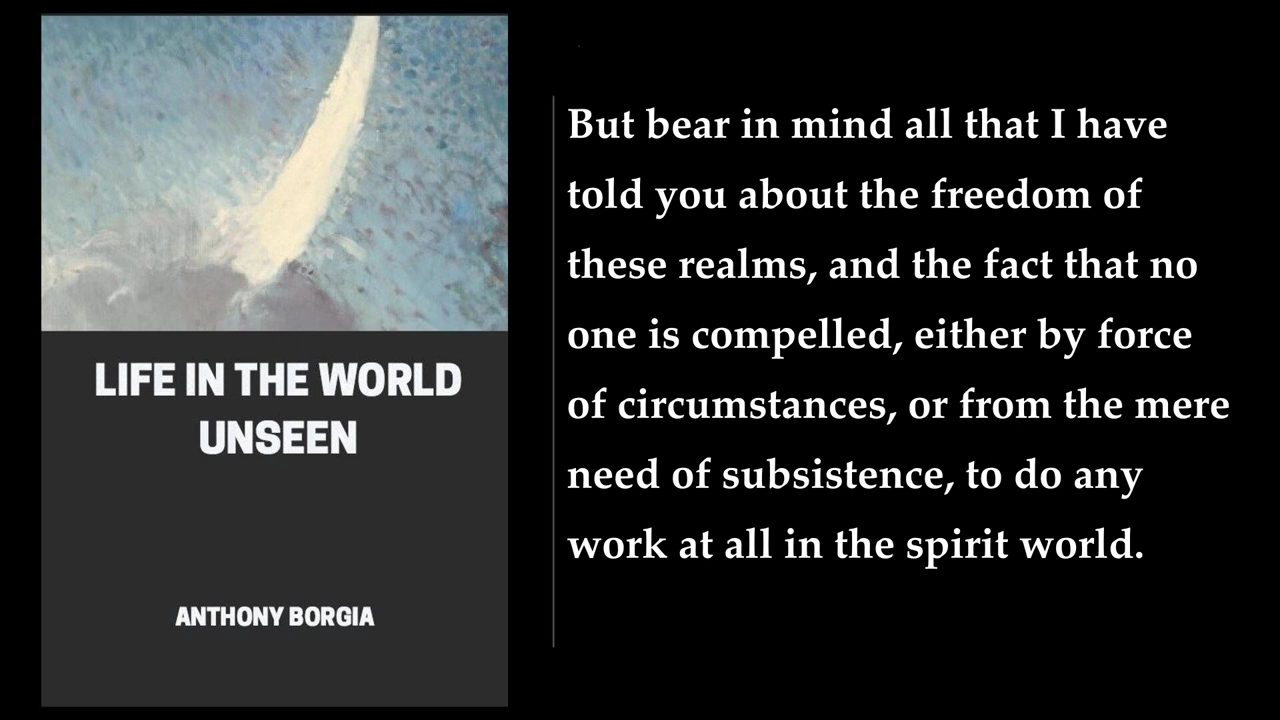 LIFE IN THE WORLD
UNSEEN
ANTHONY BORGIA
But bear in mind all that I have
told you about the freedom of
these realms, and the fact that no
one is compelled, either by force
of circumstances, or from the mere
need of subsistence, to do any
work at all in the spirit world.